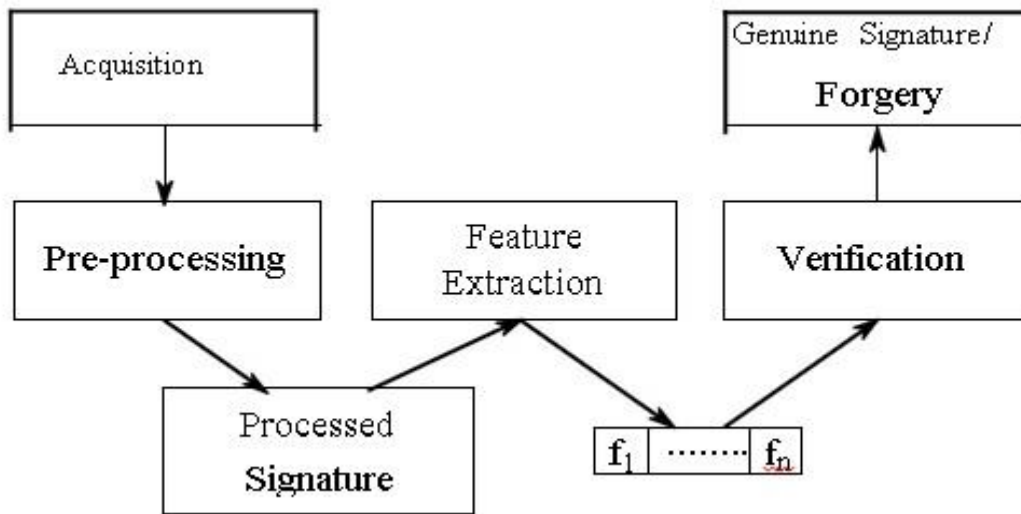 Acquisition
Genuine Signature/
Forgery
Pre-processing
Feature
Extraction
Verification
Processed
Signature
f₁ ........ fₙ